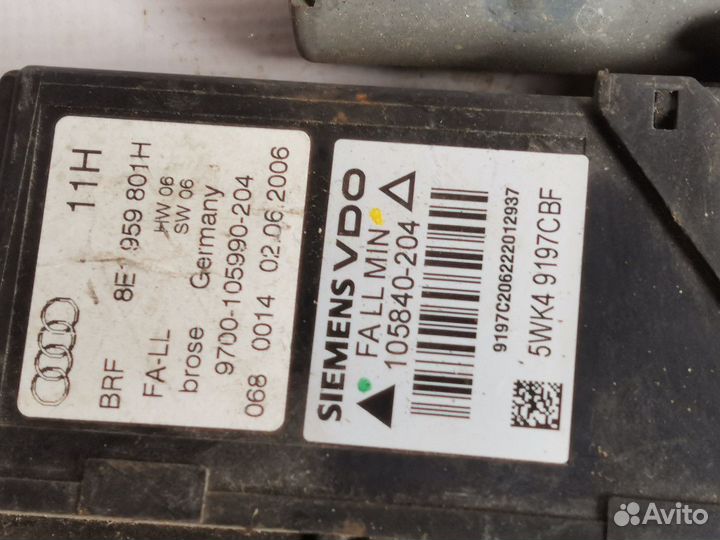 11H
8E1 959 801H
HW 06
SW 06
BRF
FA-LL
brose Germany
9700-105990-204
068 0014 02.06.2006
SIEMENS VDO
FA LL MIN
105840-204
9197C206222012937
5WK4 9197CBF
Avito